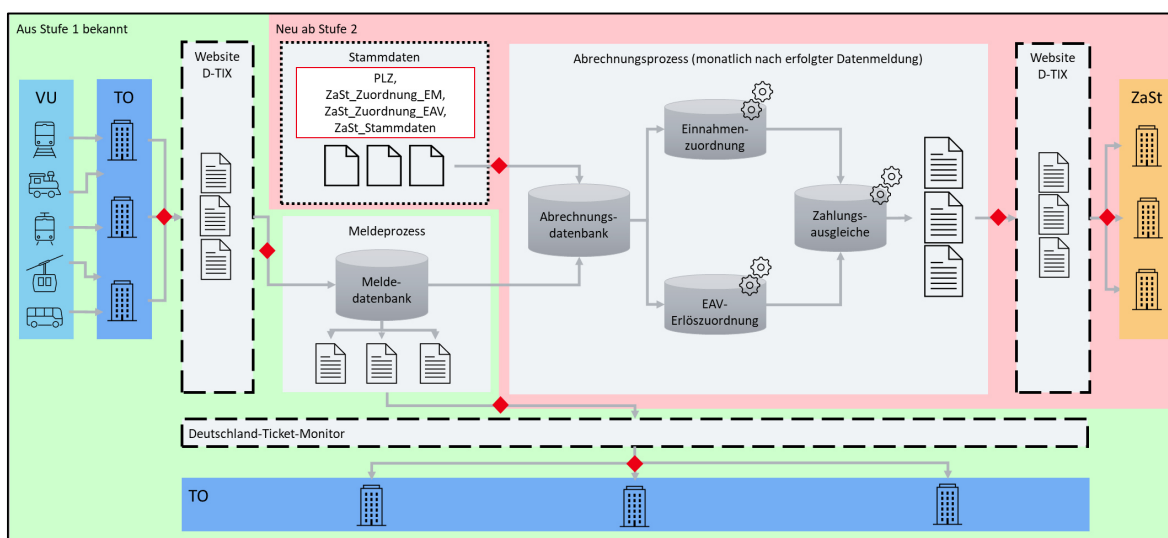 Aus Stufe 1 bekannt
Neu ab Stufe 2
Website
D-TIX
VU
TO
Stammdaten
PLZ,
ZaSt_Zuordnung_EM,
ZaSt_Zuordnung_EAV,
ZaSt_Stammdaten
Abrechnungsprozess (monatlich nach erfolgter Datenmeldung)
Einnahmen-
zuordnung
Abrechnungs-
datenbank
Zahlungs-
ausgleiche
EAV-
Erlöszuordnung
Website
D-TIX
ZaSt
Meldeprozess
Melde-
datenbank
Deutschland-Ticket-Monitor
TO